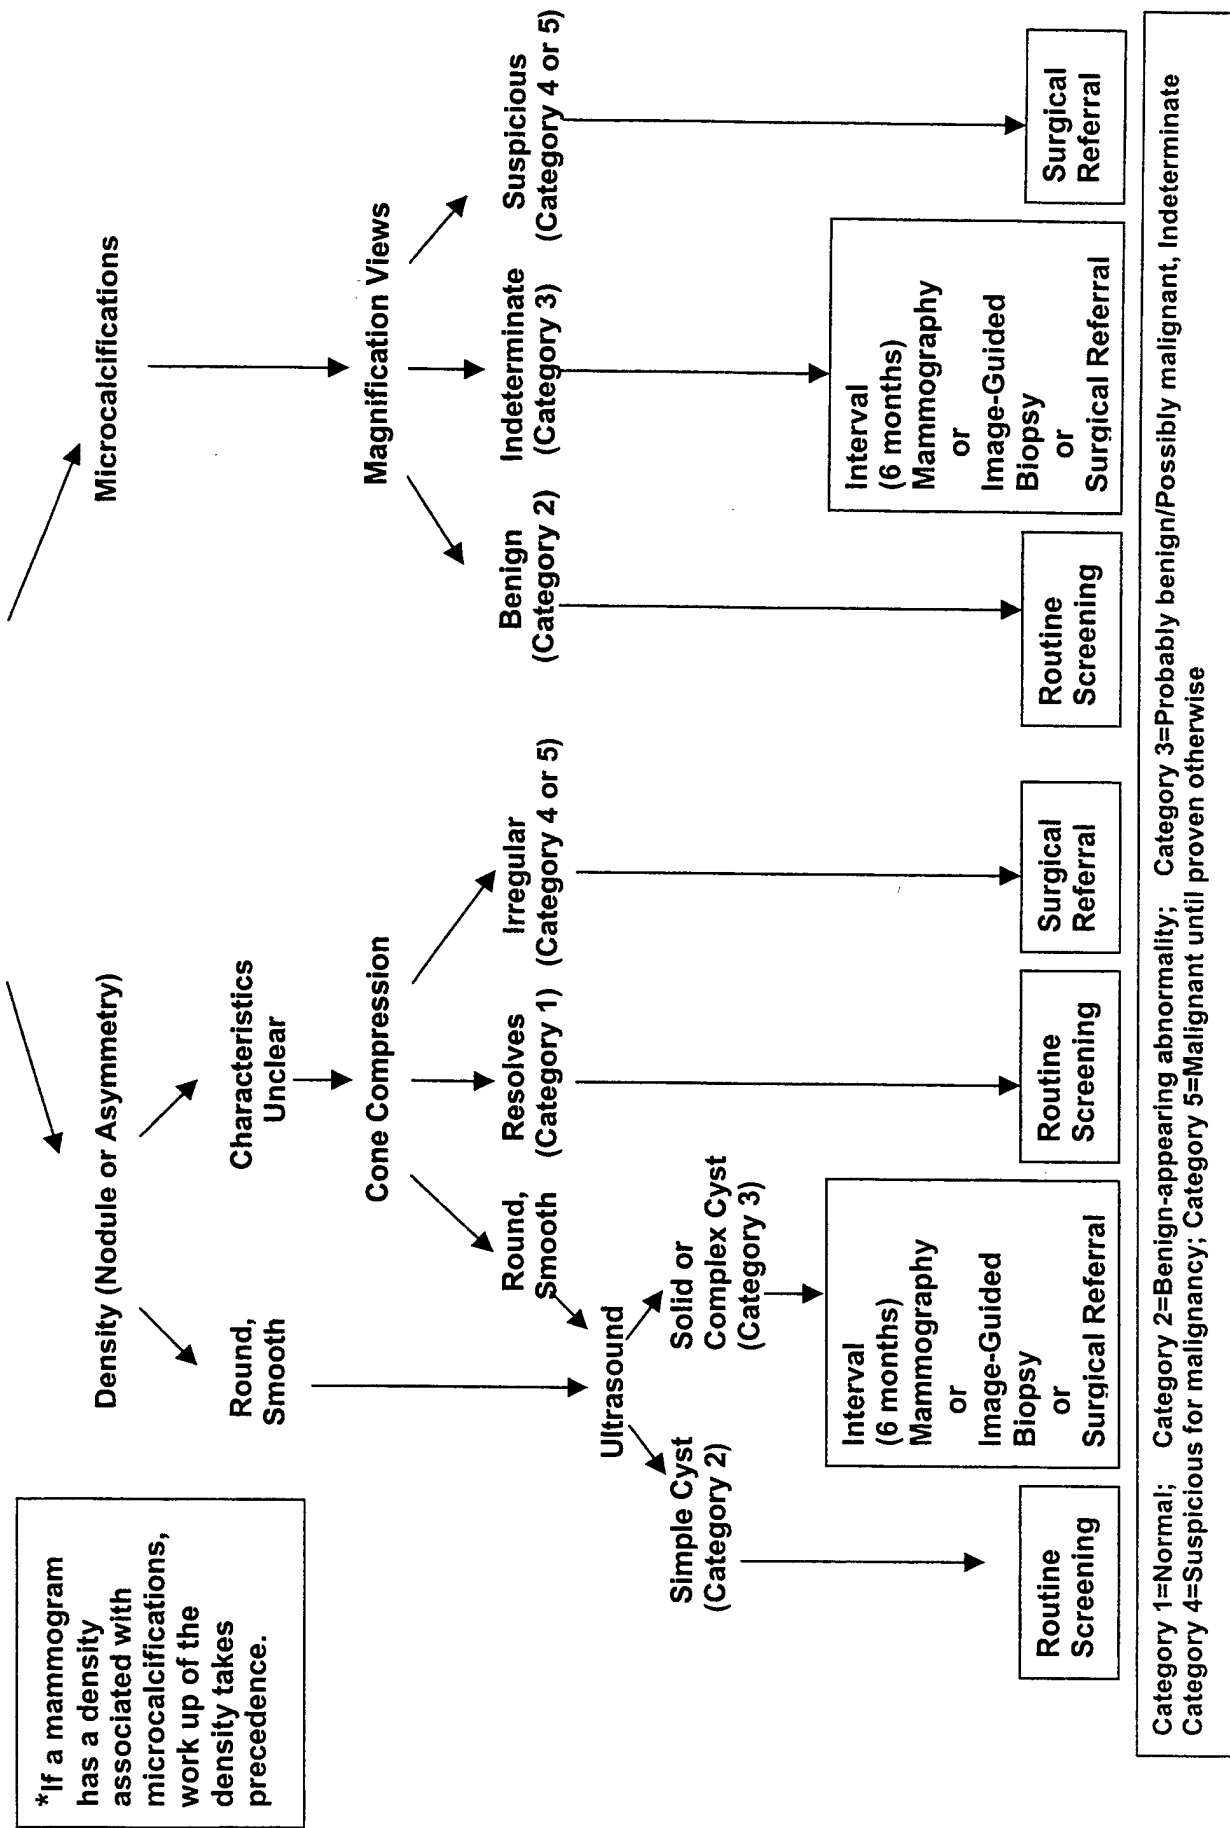 *If a mammogram
has a density
associated with
microcalcifications,
work up of the
density takes
precedence.
Density (Nodule or Asymmetry)
Microcalcifications
Round,
Smooth
Characteristics
Unclear
Cone Compression
Magnification Views
Round,
Smooth
Resolves
(Category 1)
Irregular
(Category 4 or 5)
Benign
(Category 2)
Indeterminate
(Category 3)
Suspicious
(Category 4 or 5)
Ultrasound
Simple Cyst
(Category 2)
Solid or
Complex Cyst
(Category 3)
Routine
Screening
Interval
(6 months)
Mammography
or
Image-Guided
Biopsy
or
Surgical Referral
Routine
Screening
Surgical
Referral
Routine
Screening
Interval
(6 months)
Mammography
or
Image-Guided
Biopsy
or
Surgical Referral
Surgical
Referral
Category 1=Normal; Category 2=Benign-appearing abnormality; Category 3=Probably benign/Possibly malignant, Indeterminate
Category 4=Suspicious for malignancy; Category 5=Malignant until proven otherwise